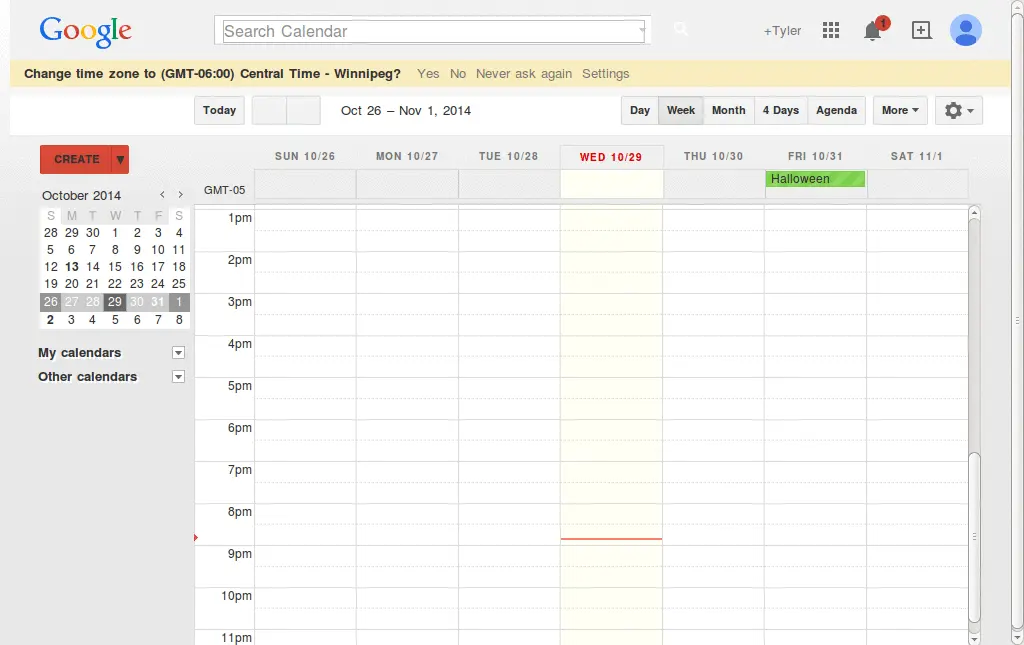 Google
Search Calendar
+Tyler
1
Change time zone to (GMT-06:00) Central Time - Winnipeg? Yes No Never ask again Settings
Today
Oct 26 – Nov 1, 2014
Day Week Month 4 Days Agenda
More
CREATE
October 2014
S M T W T F S
28 29 30 1 2 3 4
5 6 7 8 9 10 11
12 13 14 15 16 17 18
19 20 21 22 23 24 25
26 27 28 29 30 31 1
2 3 4 5 6 7 8
My calendars
Other calendars
SUN 10/26 MON 10/27 TUE 10/28 WED 10/29 THU 10/30 FRI 10/31 SAT 11/1
GMT-05
Halloween
1pm
2pm
3pm
4pm
5pm
6pm
7pm
8pm
9pm
10pm
11pm